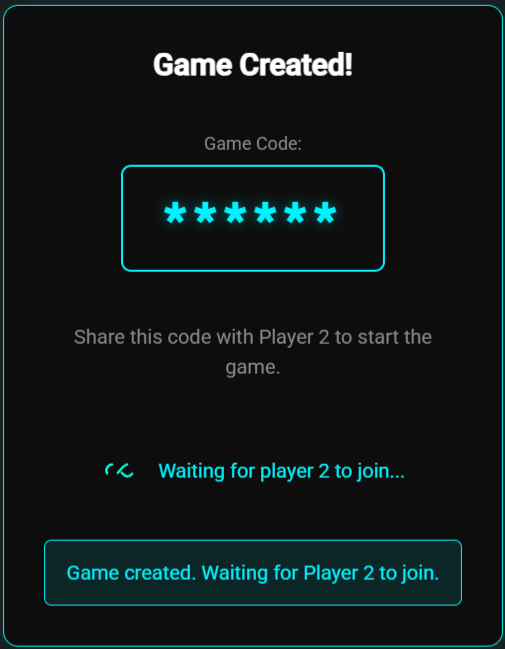 Game Created!
Game Code:
******
Share this code with Player 2 to start the
game.
Waiting for player 2 to join...
Game created. Waiting for Player 2 to join.